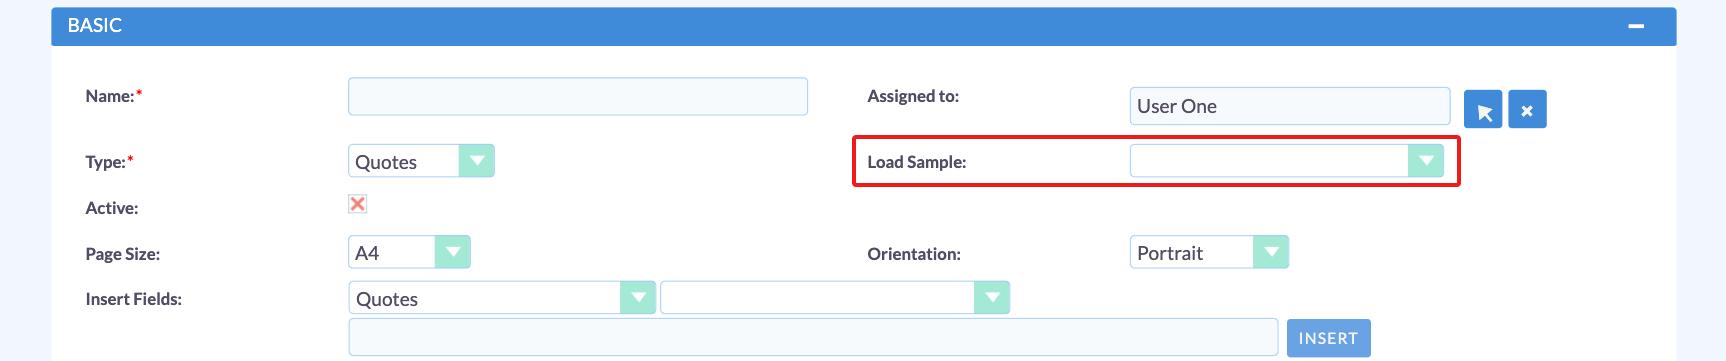 BASIC
Name:* Assigned to: User One
Type:* Quotes Load Sample:
Active:
Page Size: A4 Orientation: Portrait
Insert Fields: Quotes
INSERT